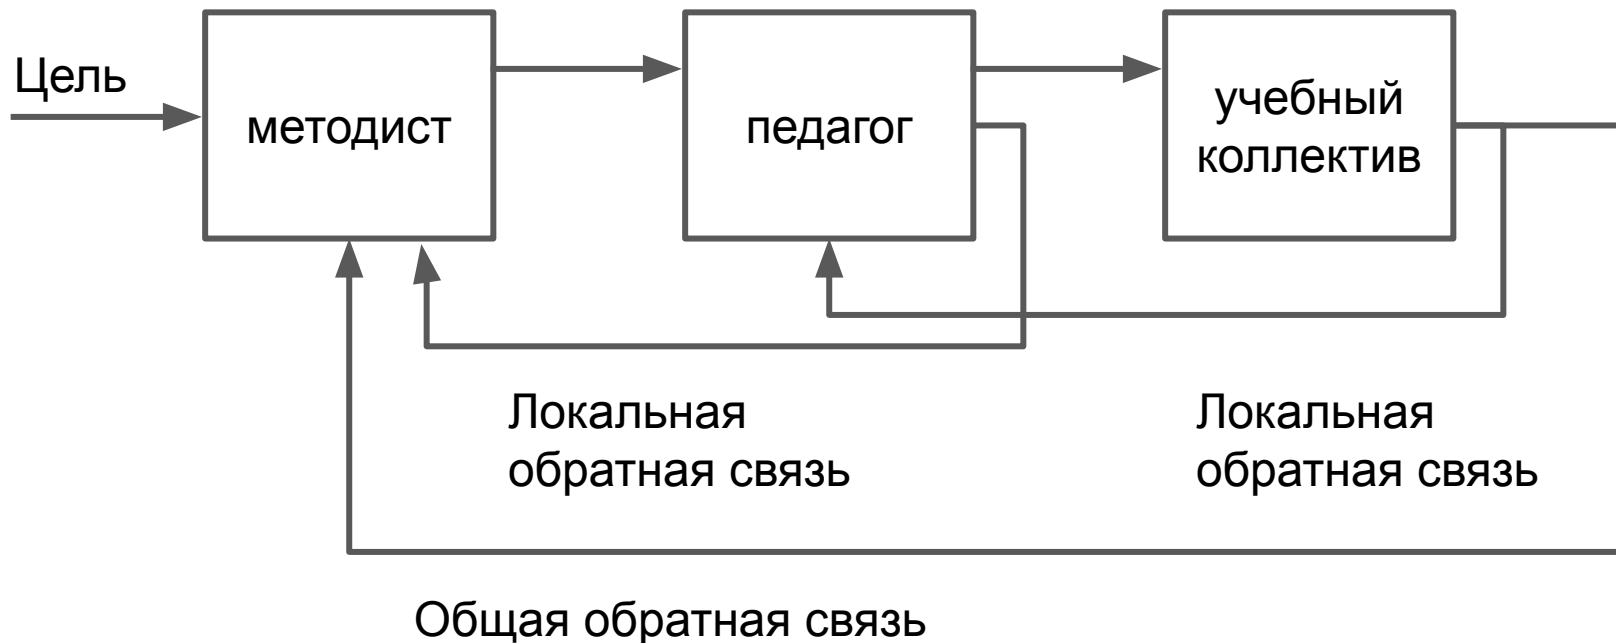 Цель
методист
педагог
учебный
коллектив
Локальная
обратная связь
Локальная
обратная связь
Общая обратная связь